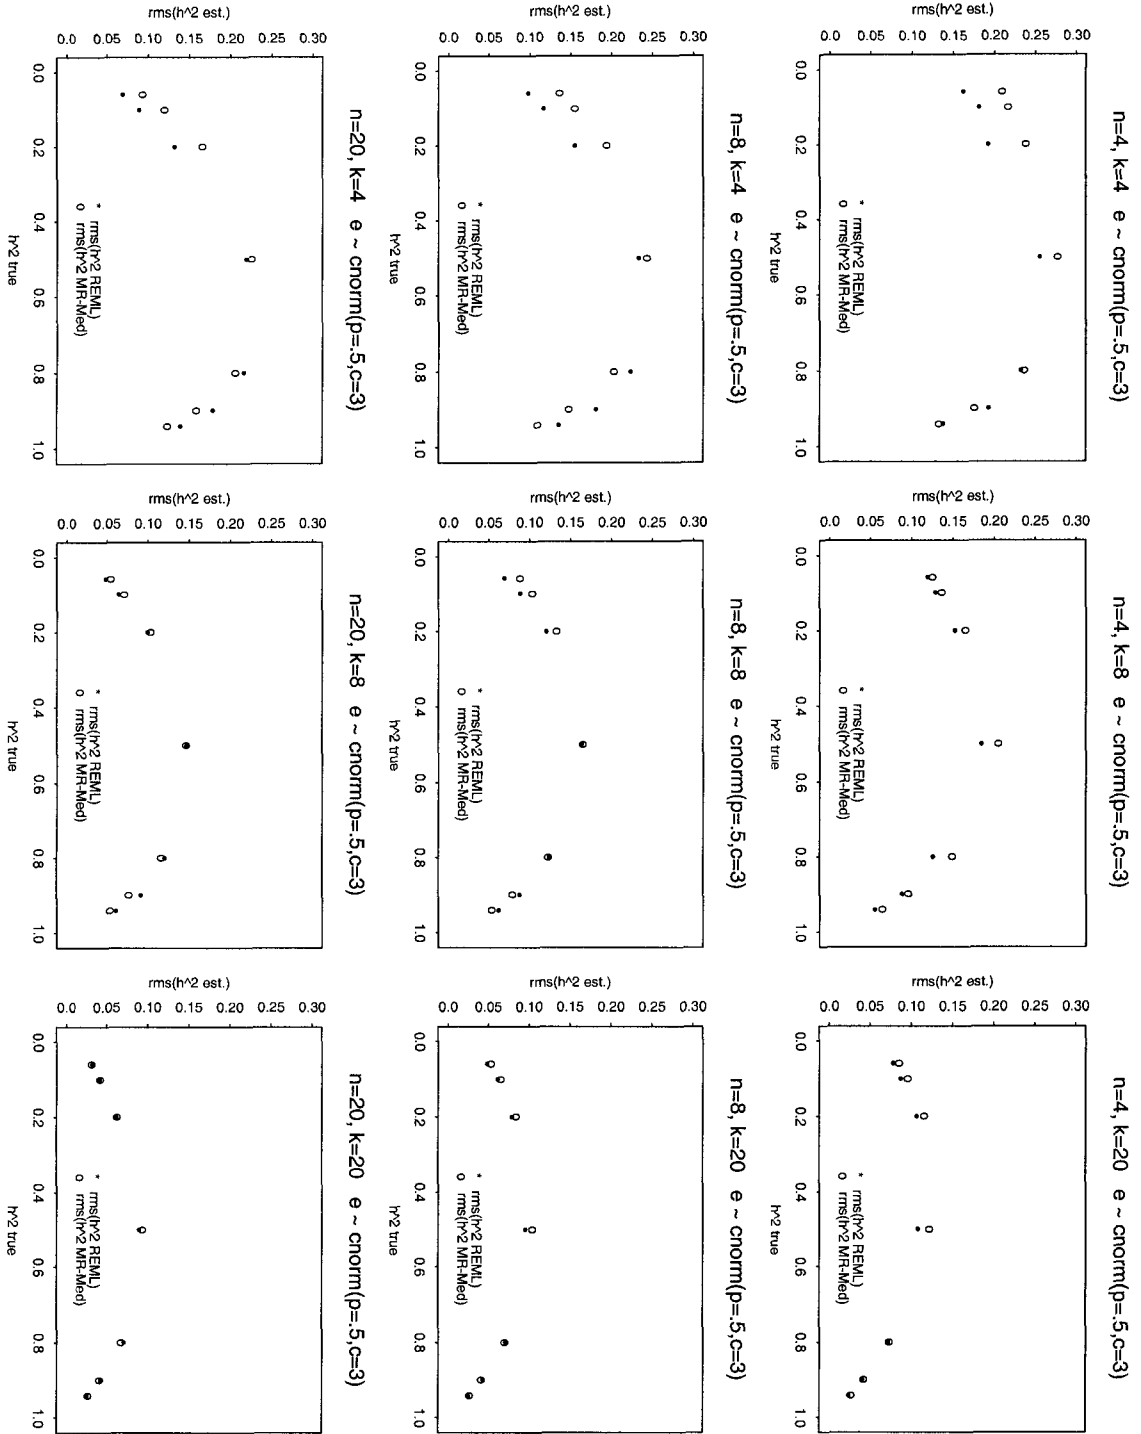 n=4, k=4 e ~ cnorm(p=.5,c=3)
rms(h^2 est.)
0.0 0.05 0.10 0.15 0.20 0.25 0.30
* rms(h^2 REML)
o rms(h^2 MR-Med)
0.0 0.2 0.4 0.6 0.8 1.0
h^2 true
n=4, k=8 e ~ cnorm(p=.5,c=3)
rms(h^2 est.)
0.0 0.05 0.10 0.15 0.20 0.25 0.30
* rms(h^2 REML)
o rms(h^2 MR-Med)
0.0 0.2 0.4 0.6 0.8 1.0
h^2 true
n=4, k=20 e ~ cnorm(p=.5,c=3)
rms(h^2 est.)
0.0 0.05 0.10 0.15 0.20 0.25 0.30
* rms(h^2 REML)
o rms(h^2 MR-Med)
0.0 0.2 0.4 0.6 0.8 1.0
h^2 true
n=8, k=4 e ~ cnorm(p=.5,c=3)
rms(h^2 est.)
0.0 0.05 0.10 0.15 0.20 0.25 0.30
* rms(h^2 REML)
o rms(h^2 MR-Med)
0.0 0.2 0.4 0.6 0.8 1.0
h^2 true
n=8, k=8 e ~ cnorm(p=.5,c=3)
rms(h^2 est.)
0.0 0.05 0.10 0.15 0.20 0.25 0.30
* rms(h^2 REML)
o rms(h^2 MR-Med)
0.0 0.2 0.4 0.6 0.8 1.0
h^2 true
n=8, k=20 e ~ cnorm(p=.5,c=3)
rms(h^2 est.)
0.0 0.05 0.10 0.15 0.20 0.25 0.30
* rms(h^2 REML)
o rms(h^2 MR-Med)
0.0 0.2 0.4 0.6 0.8 1.0
h^2 true
n=20, k=4 e ~ cnorm(p=.5,c=3)
rms(h^2 est.)
0.0 0.05 0.10 0.15 0.20 0.25 0.30
* rms(h^2 REML)
o rms(h^2 MR-Med)
0.0 0.2 0.4 0.6 0.8 1.0
h^2 true
n=20, k=8 e ~ cnorm(p=.5,c=3)
rms(h^2 est.)
0.0 0.05 0.10 0.15 0.20 0.25 0.30
* rms(h^2 REML)
o rms(h^2 MR-Med)
0.0 0.2 0.4 0.6 0.8 1.0
h^2 true
n=20, k=20 e ~ cnorm(p=.5,c=3)
rms(h^2 est.)
0.0 0.05 0.10 0.15 0.20 0.25 0.30
* rms(h^2 REML)
o rms(h^2 MR-Med)
0.0 0.2 0.4 0.6 0.8 1.0
h^2 true